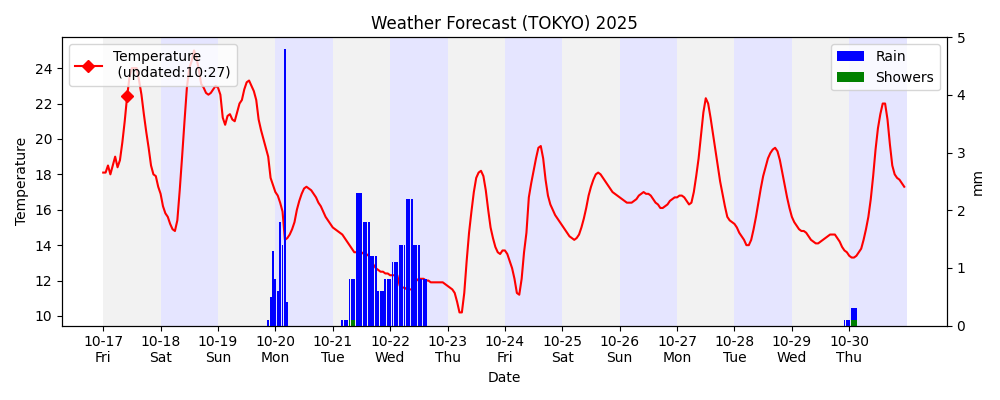 Weather Forecast (TOKYO) 2025
Temperature
(updated:10:27)
Rain
Showers
Temperature
24
22
20
18
16
14
12
10
5
4
3
2
1
0
mm
10-17 10-18 10-19 10-20 10-21 10-22 10-23 10-24 10-25 10-26 10-27 10-28 10-29 10-30
Fri Sat Sun Mon Tue Wed Thu Fri Sat Sun Mon Tue Wed Thu
Date